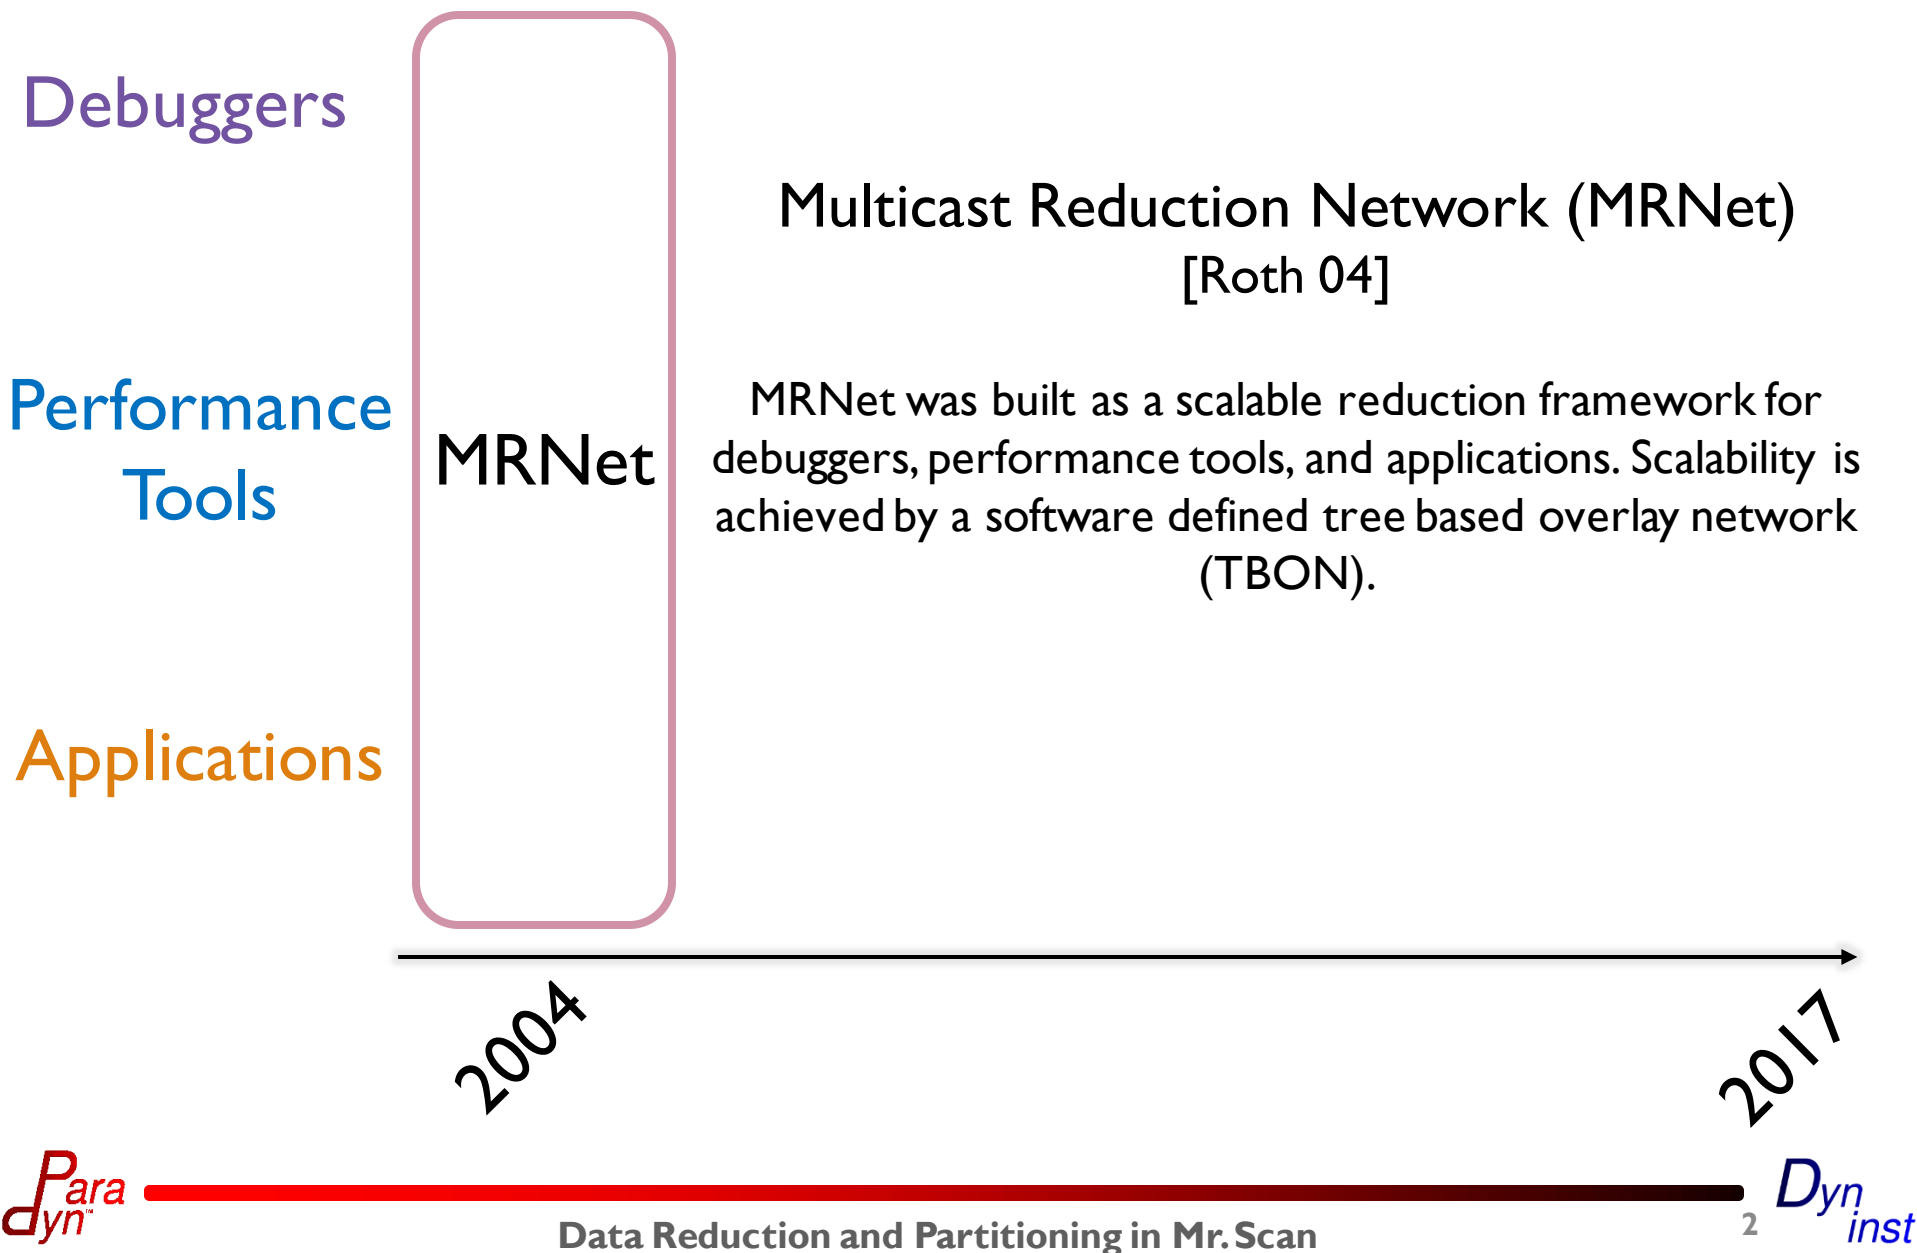 Debuggers
Performance
Tools
Applications
MRNet
Multicast Reduction Network (MRNet)
[Roth 04]
MRNet was built as a scalable reduction framework for
debuggers, performance tools, and applications. Scalability is
achieved by a software defined tree based overlay network
(TBON).
2004
2017
Para
dyn™
Data Reduction and Partitioning in Mr. Scan
2
Dyn
inst